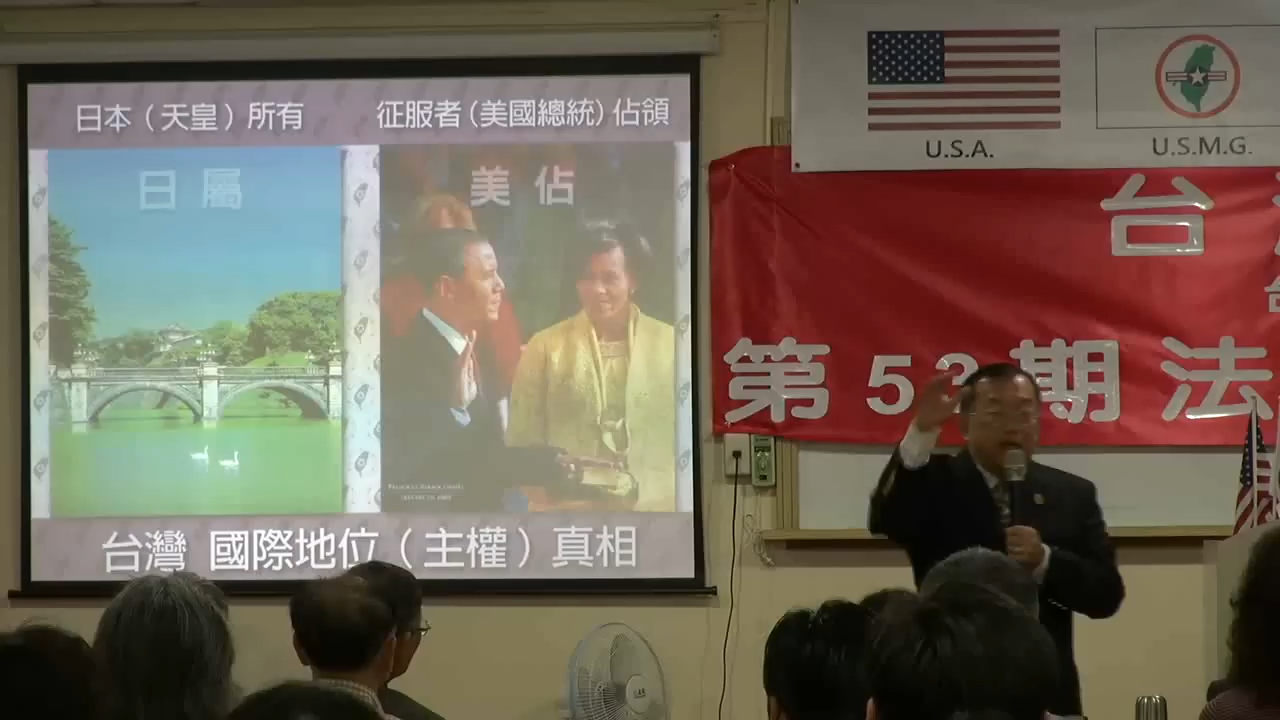 日本（天皇）所有
征服者（美國總統）佔領
日屬
美佔
台灣 國際地位（主權）真相
U.S.A.
U.S.M.G.
台
第 53 期 法